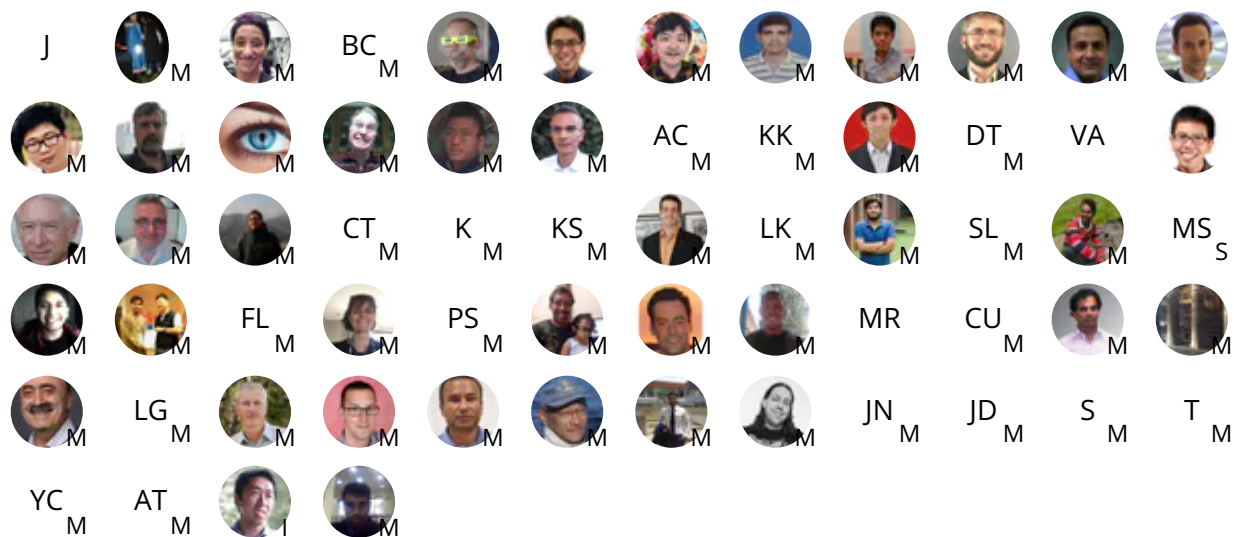 J BC
M M M M M M M M M M
AC KK DT VA
M M M M M M M M M M
CT K KS LK SL MS
M M M M M M M M M M M S
FL PS MR CU
M M M M M M M M M M M
LG JN JD S T
M M M M M M M M M M M M
YC AT
M M I M